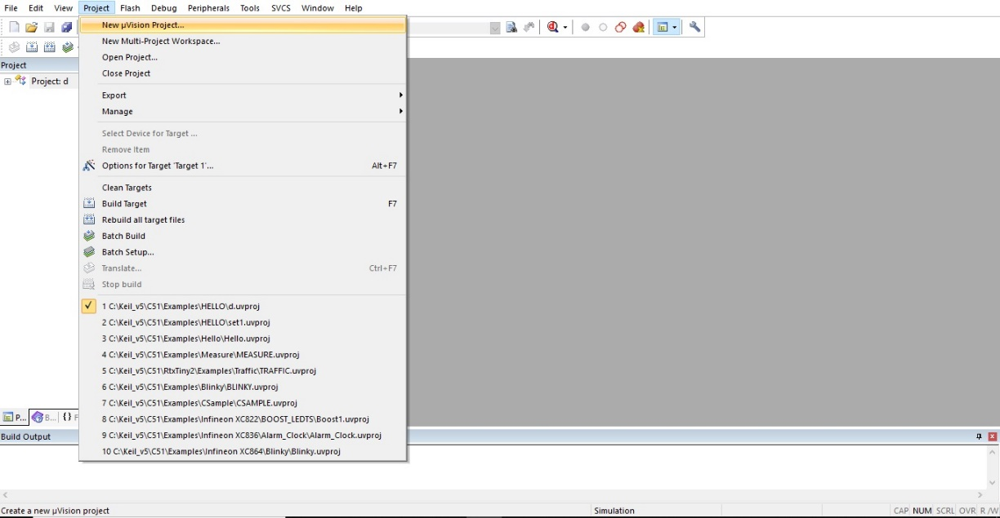 File Edit View Project Flash Debug Peripherals Tools SVCS Window Help
New µVision Project...
New Multi-Project Workspace...
Project
Open Project...
Project: d
Close Project
Export
Manage
Select Device for Target ...
Remove Item
Options for Target 'Target 1'... Alt+F7
Clean Targets
Build Target F7
Rebuild all target files
Batch Build
Batch Setup...
Translate... Ctrl+F7
Stop build
1 C:\Keil_v5\C51\Examples\HELLO\d.uvproj
2 C:\Keil_v5\C51\Examples\HELLO\set1.uvproj
3 C:\Keil_v5\C51\Examples\Hello\Hello.uvproj
4 C:\Keil_v5\C51\Examples\Measure\MEASURE.uvproj
5 C:\Keil_v5\C51\RtxTiny2\Examples\Traffic\TRAFFIC.uvproj
6 C:\Keil_v5\C51\Examples\Blinky\BLINKY.uvproj
7 C:\Keil_v5\C51\Examples\CSample\CSAMPLE.uvproj
8 C:\Keil_v5\C51\Examples\Infineon XC822\BOOST_LEDTS\Boost1.uvproj
P... B... {} F
9 C:\Keil_v5\C51\Examples\Infineon XC836\Alarm_Clock\Alarm_Clock.uvproj
Build Output
10 C:\Keil_v5\C51\Examples\Infineon XC864\Blinky\Blinky.uvproj
Create a new µVision project Simulation CAP NUM SCRL OVR R/W